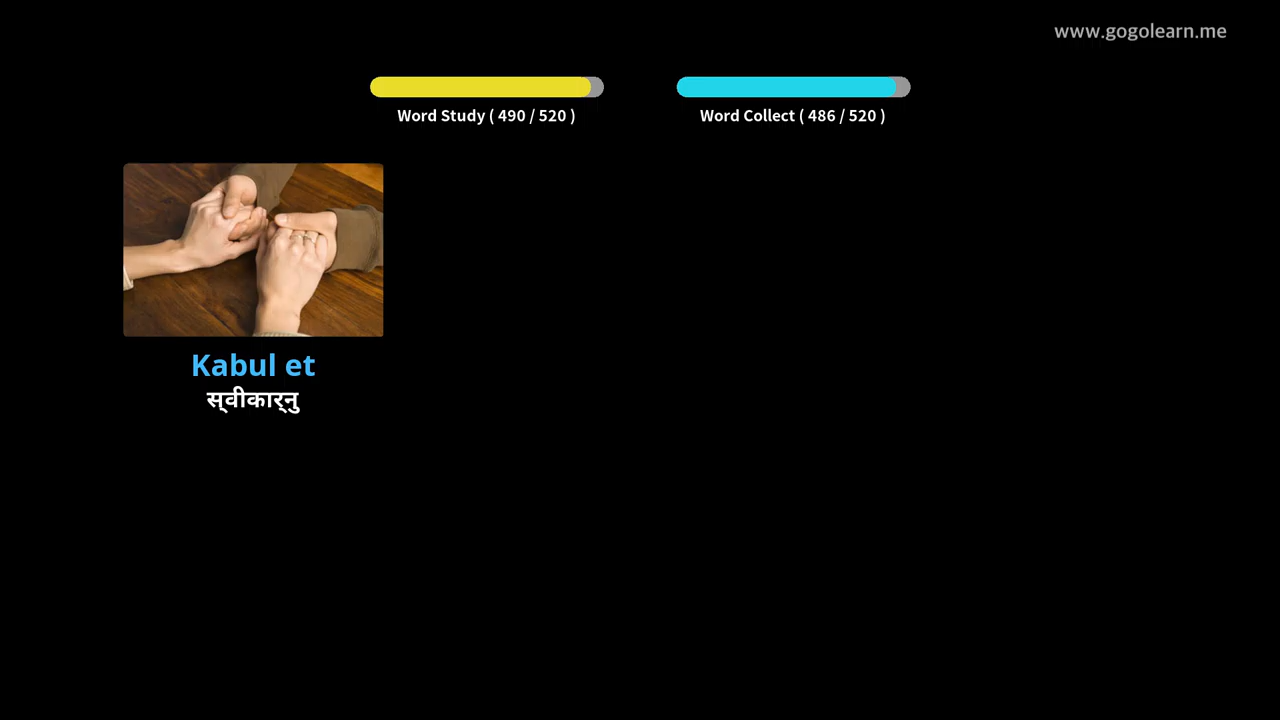 www.gogolearn.me
Word Study ( 490 / 520 )
Word Collect ( 486 / 520 )
Kabul et
स्वीकार्नु